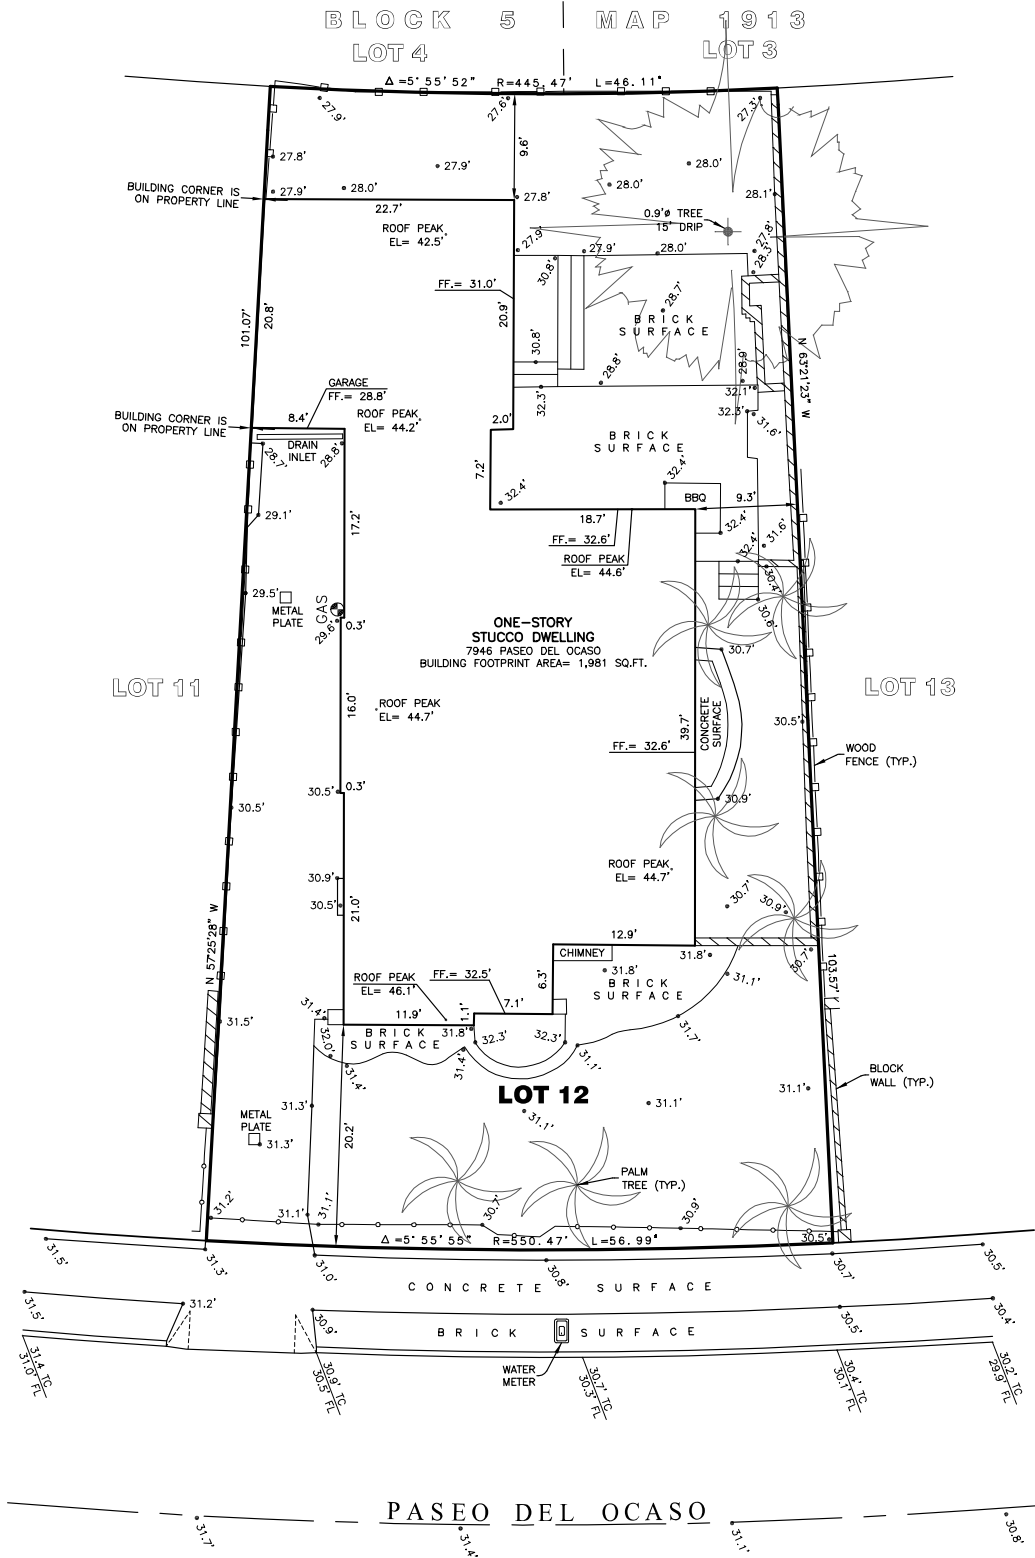 BLOCK 5 MAP 1913
LOT 4
LOT 3
Δ =5° 55' 52" R=445.47' L=46.11'
27.9'
27.6'
27.3'
9.6'
27.8'
27.9'
28.0'
28.0'
27.9'
28.0'
28.1'
27.8'
BUILDING CORNER IS
ON PROPERTY LINE
22.7'
0.9'ø TREE
15' DRIP
ROOF PEAK
EL= 42.5'
27.9'
27.9'
28.0'
27.8'
28.3'
30.8'
FF.= 31.0'
28.7'
101.07'
20.8'
20.9'
BRICK
SURFACE
N 63°21'23" W
30.8'
28.8'
28.9'
32.1'
GARAGE
FF.= 28.8'
32.3'
32.3'
BUILDING CORNER IS
ON PROPERTY LINE
8.4'
ROOF PEAK
EL= 44.2'
2.0'
31.6'
DRAIN
INLET
28.7'
28.8'
BRICK
SURFACE
7.2'
32.4'
32.4'
BBQ
9.3'
29.1'
17.2'
18.7'
32.4'
31.6'
FF.= 32.6'
ROOF PEAK
EL= 44.6'
32.4'
30.4'
29.5'
METAL
PLATE
GAS
29.6'
0.3'
30.6'
ONE-STORY
STUCCO DWELLING
7946 PASEO DEL OCASO
BUILDING FOOTPRINT AREA= 1,981 SQ.FT.
30.7'
LOT 11
LOT 13
16.0'
ROOF PEAK
EL= 44.7'
39.7'
CONCRETE
SURFACE
30.5'
FF.= 32.6'
WOOD
FENCE (TYP.)
30.5'
0.3'
30.9'
30.5'
ROOF PEAK
EL= 44.7'
30.9'
30.5'
21.0'
30.7'
30.9'
N 57°25'28" W
12.9'
CHIMNEY
31.8'
30.7'
103.57'
ROOF PEAK
EL= 46.1'
FF.= 32.5'
6.3'
31.8'
31.1'
BRICK
SURFACE
31.4'
11.9'
1.1'
7.1'
31.5'
32.0'
BRICK
SURFACE
31.8'
32.3'
32.3'
31.7'
31.4'
31.4'
31.1'
BLOCK
WALL (TYP.)
31.3'
LOT 12
31.1'
31.1'
31.1'
METAL
PLATE
31.3'
20.2'
PALM
TREE (TYP.)
31.2'
31.1'
31.1'
30.7'
30.9'
30.5'
Δ =5° 55' 55" R=550.47' L=56.99'
31.5'
31.3'
31.0'
30.8'
30.7'
30.5'
CONCRETE SURFACE
31.5'
31.2'
30.9'
30.5'
30.4'
BRICK SURFACE
31.4 TC
31.0' FL
30.9' TC
30.5' FL
WATER
METER
30.7' TC
30.3' FL
30.4' TC
30.1' FL
30.2' TC
29.9' FL
PASEO DEL OCASO
31.7'
31.4'
31.1'
30.8'